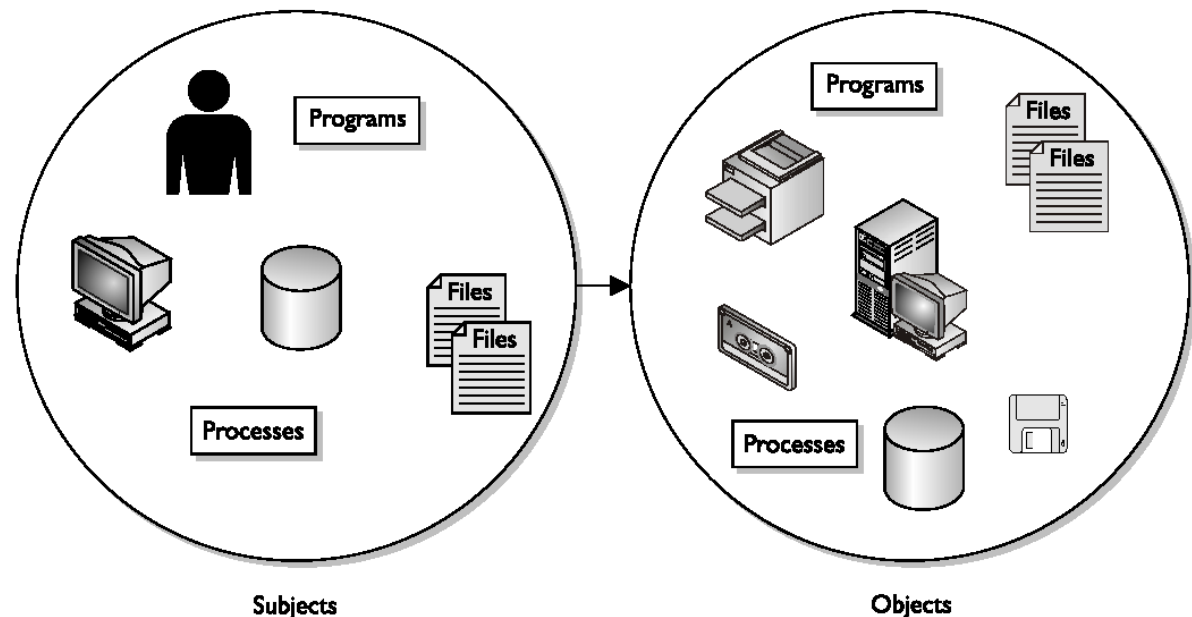 Programs
Files
Files
Processes
Subjects
Programs
Files
Files
Processes
Objects